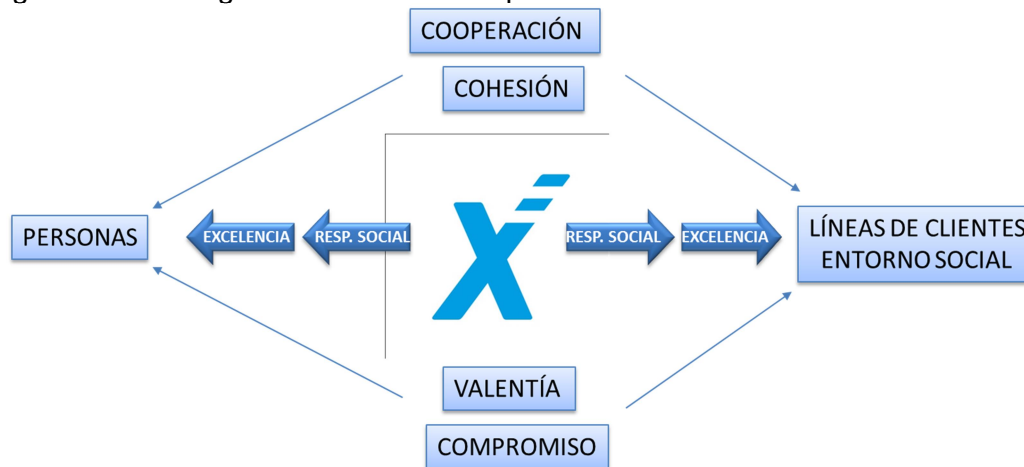 COOPERACIÓN
COHESIÓN
PERSONAS
EXCELENCIA
RESP. SOCIAL
X
RESP. SOCIAL
EXCELENCIA
LÍNEAS DE CLIENTES
ENTORNO SOCIAL
VALENTÍA
COMPROMISO